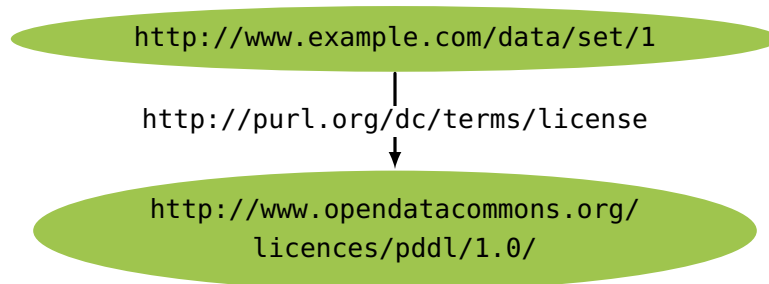 http://www.example.com/data/set/1
http://purl.org/dc/terms/license
http://www.opendatacommons.org/
licences/pddl/1.0/